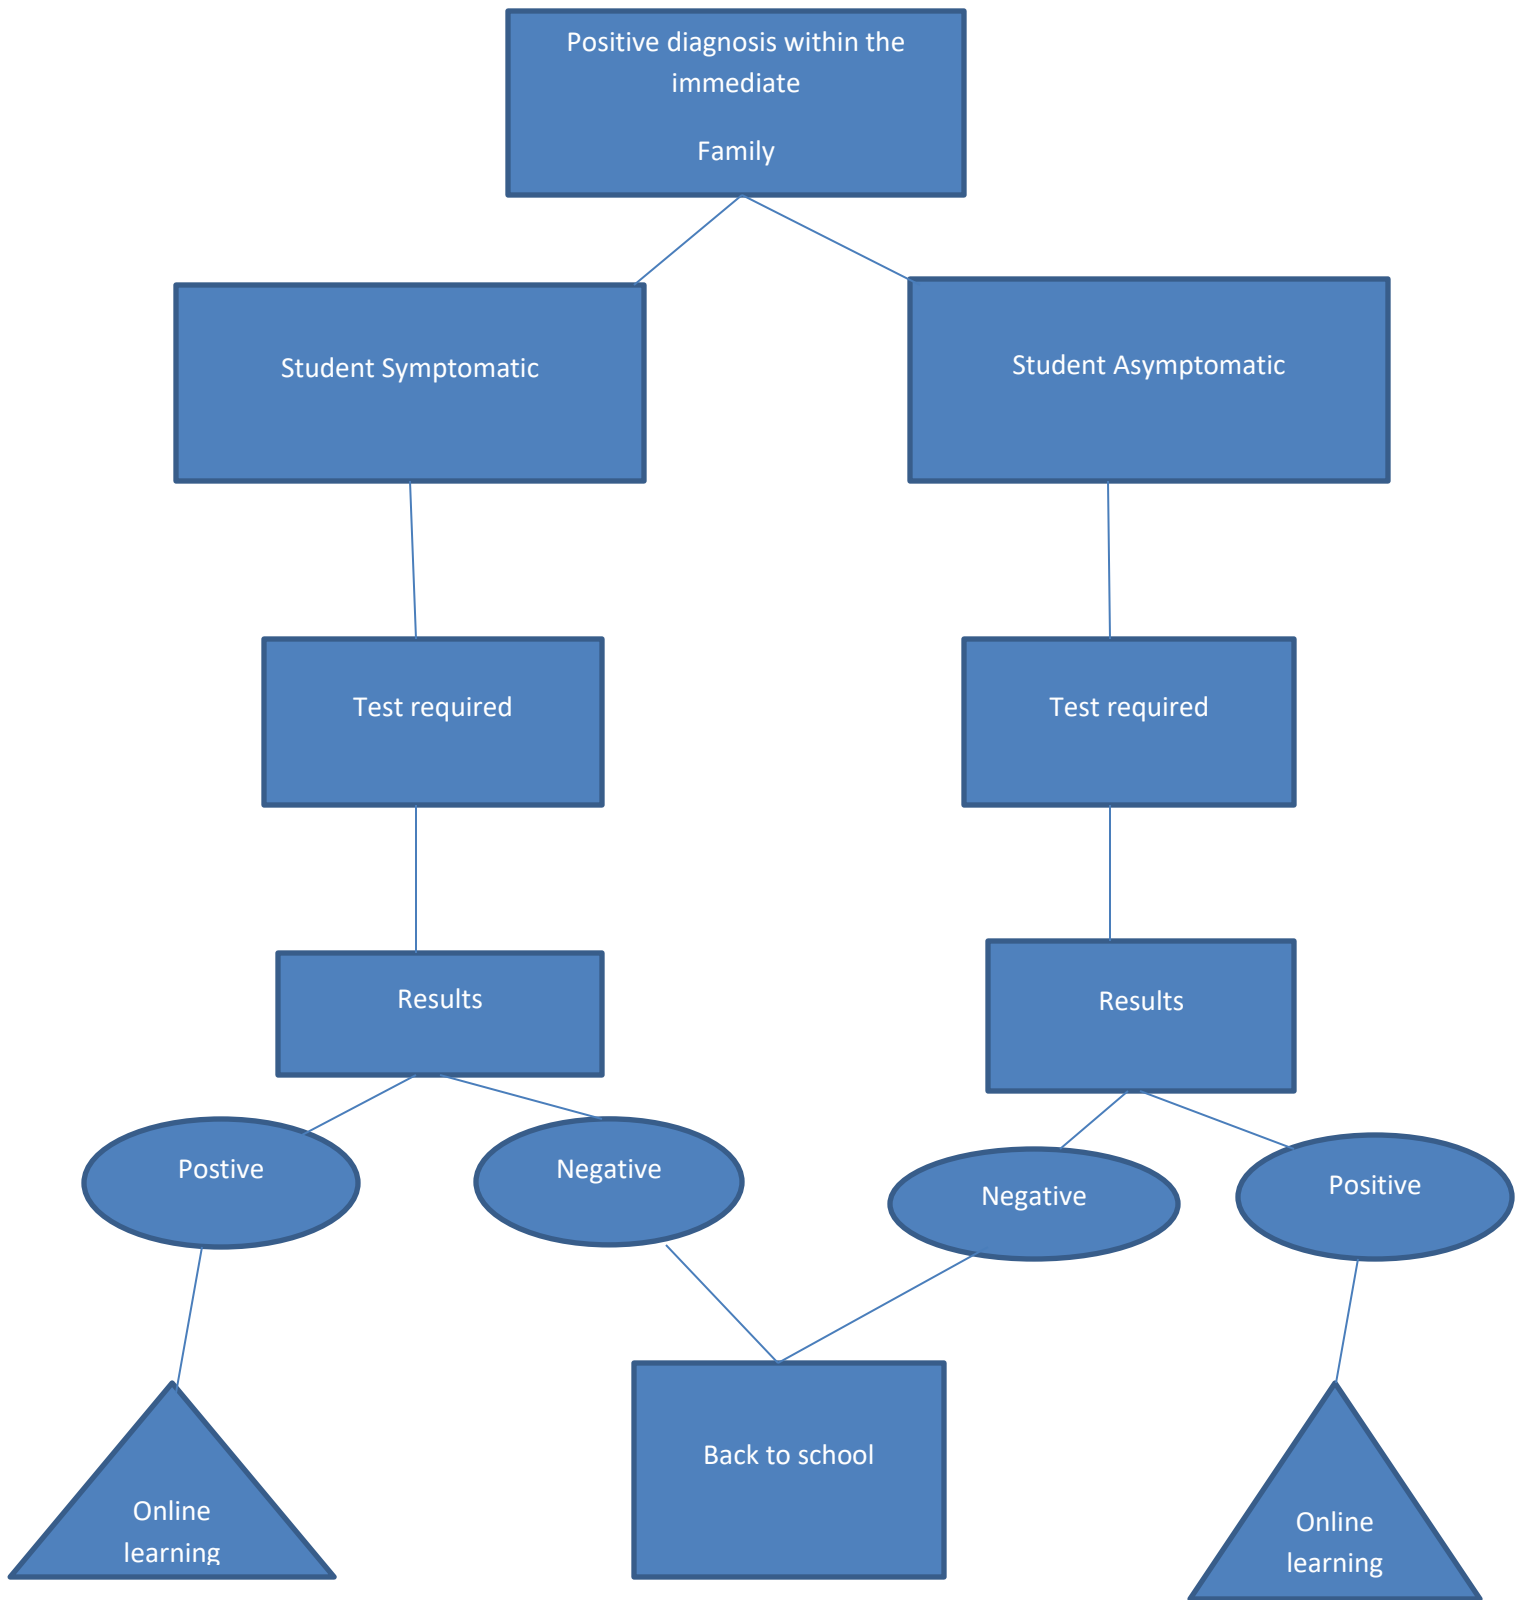 Positive diagnosis within the
immediate
Family
Student Symptomatic
Student Asymptomatic
Test required
Test required
Results
Results
Postive
Negative
Negative
Positive
Back to school
Online
learning
Online
learning